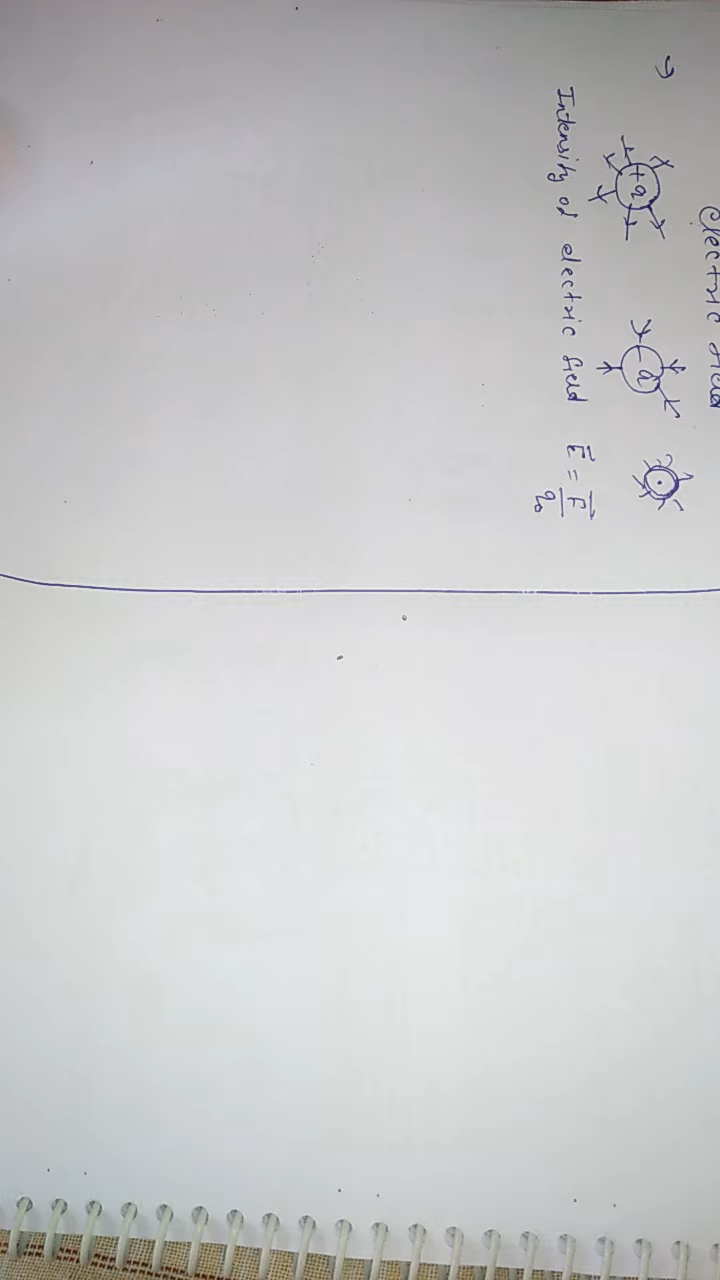 Electric field
→ +q -q
Intensity of electric field E⃗ = F⃗/q₀